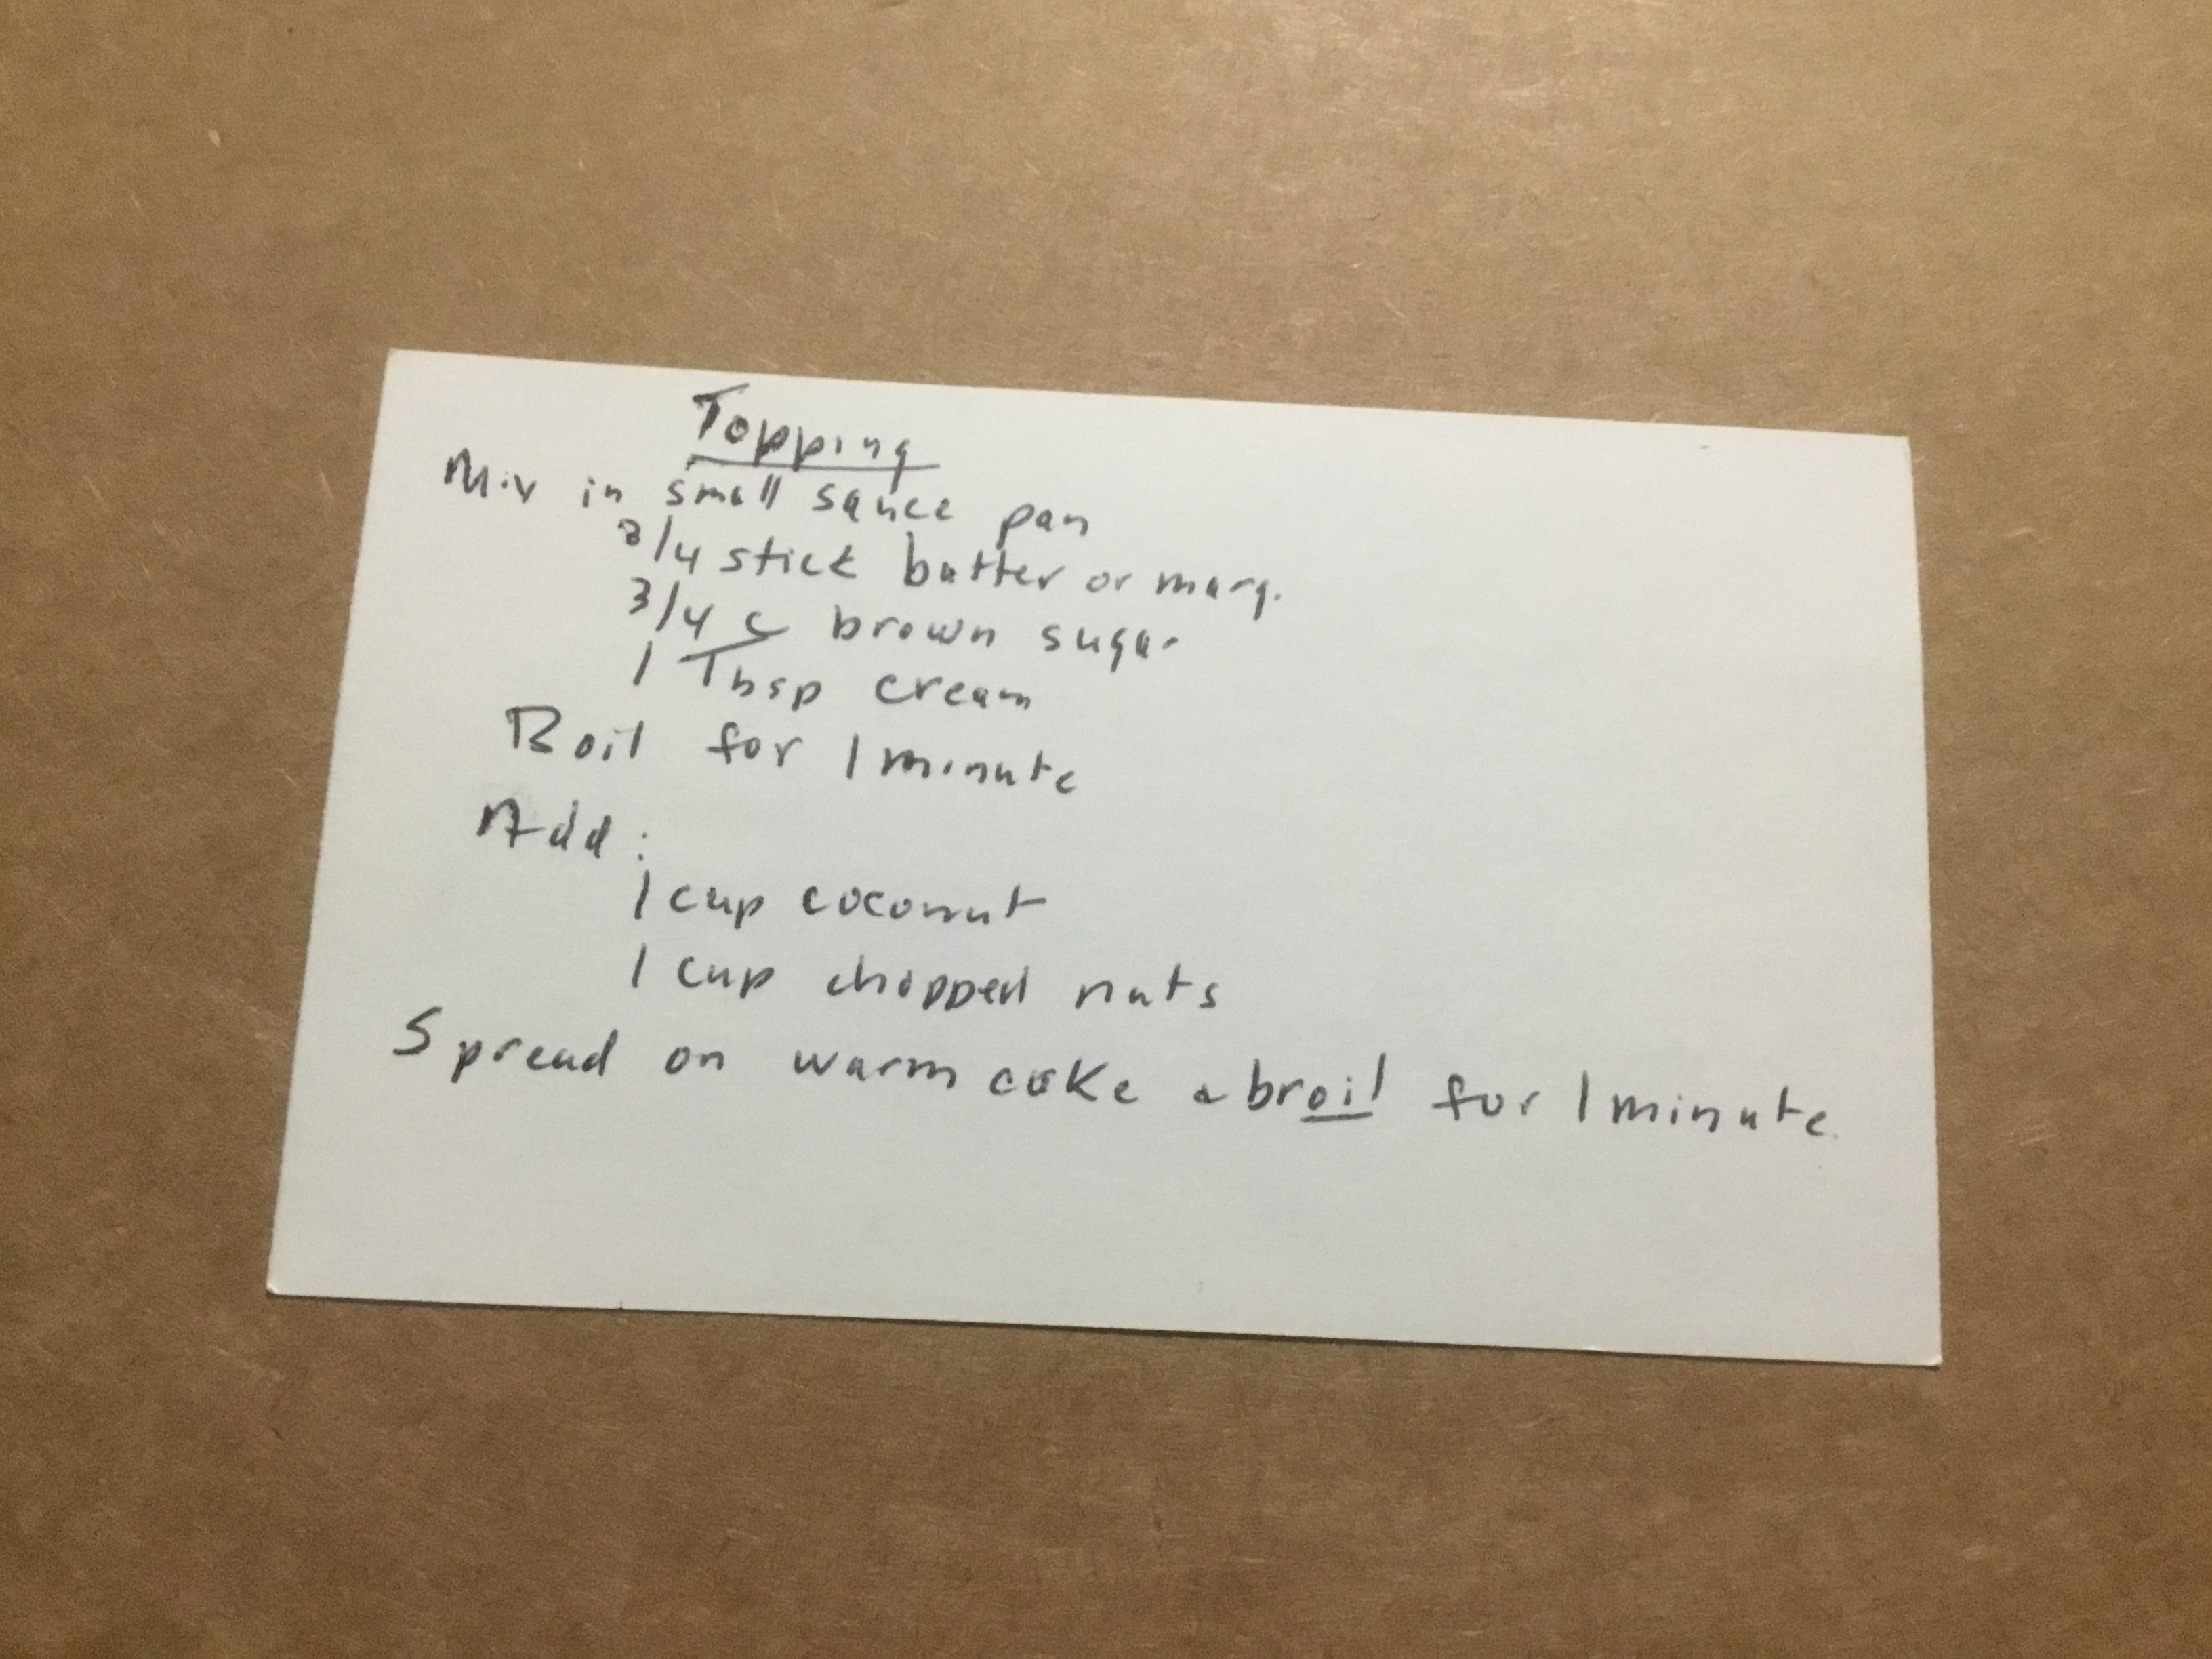 Topping
Mix in small sauce pan
3/4 stick butter or marg.
3/4 c brown sugar
1 Tbsp cream
Boil for 1 minute
Add:
1 cup coconut
1 cup chopped nuts
Spread on warm cake & broil for 1 minute.